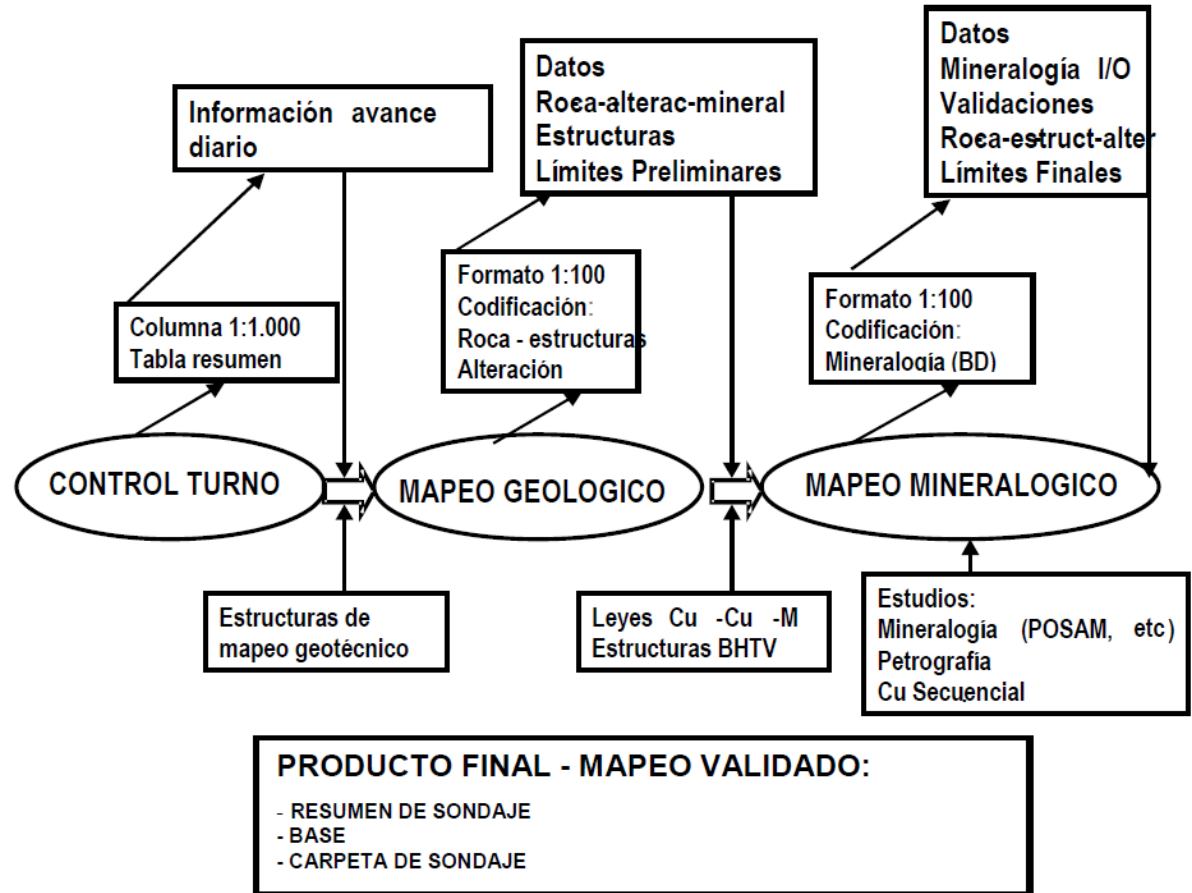 Información avance
diario
Datos
Roca-alterac-mineral
Estructuras
Límites Preliminares
Datos
Mineralogía I/O
Validaciones
Roca-estruct-alter
Límites Finales
Columna 1:1.000
Tabla resumen
Formato 1:100
Codificación:
Roca - estructuras
Alteración
Formato 1:100
Codificación:
Mineralogía (BD)
CONTROL TURNO
MAPEO GEOLOGICO
MAPEO MINERALOGICO
Estructuras de
mapeo geotécnico
Leyes Cu -Cu -M
Estructuras BHTV
Estudios:
Mineralogía (POSAM, etc)
Petrografía
Cu Secuencial
PRODUCTO FINAL - MAPEO VALIDADO:
- RESUMEN DE SONDAJE
- BASE
- CARPETA DE SONDAJE